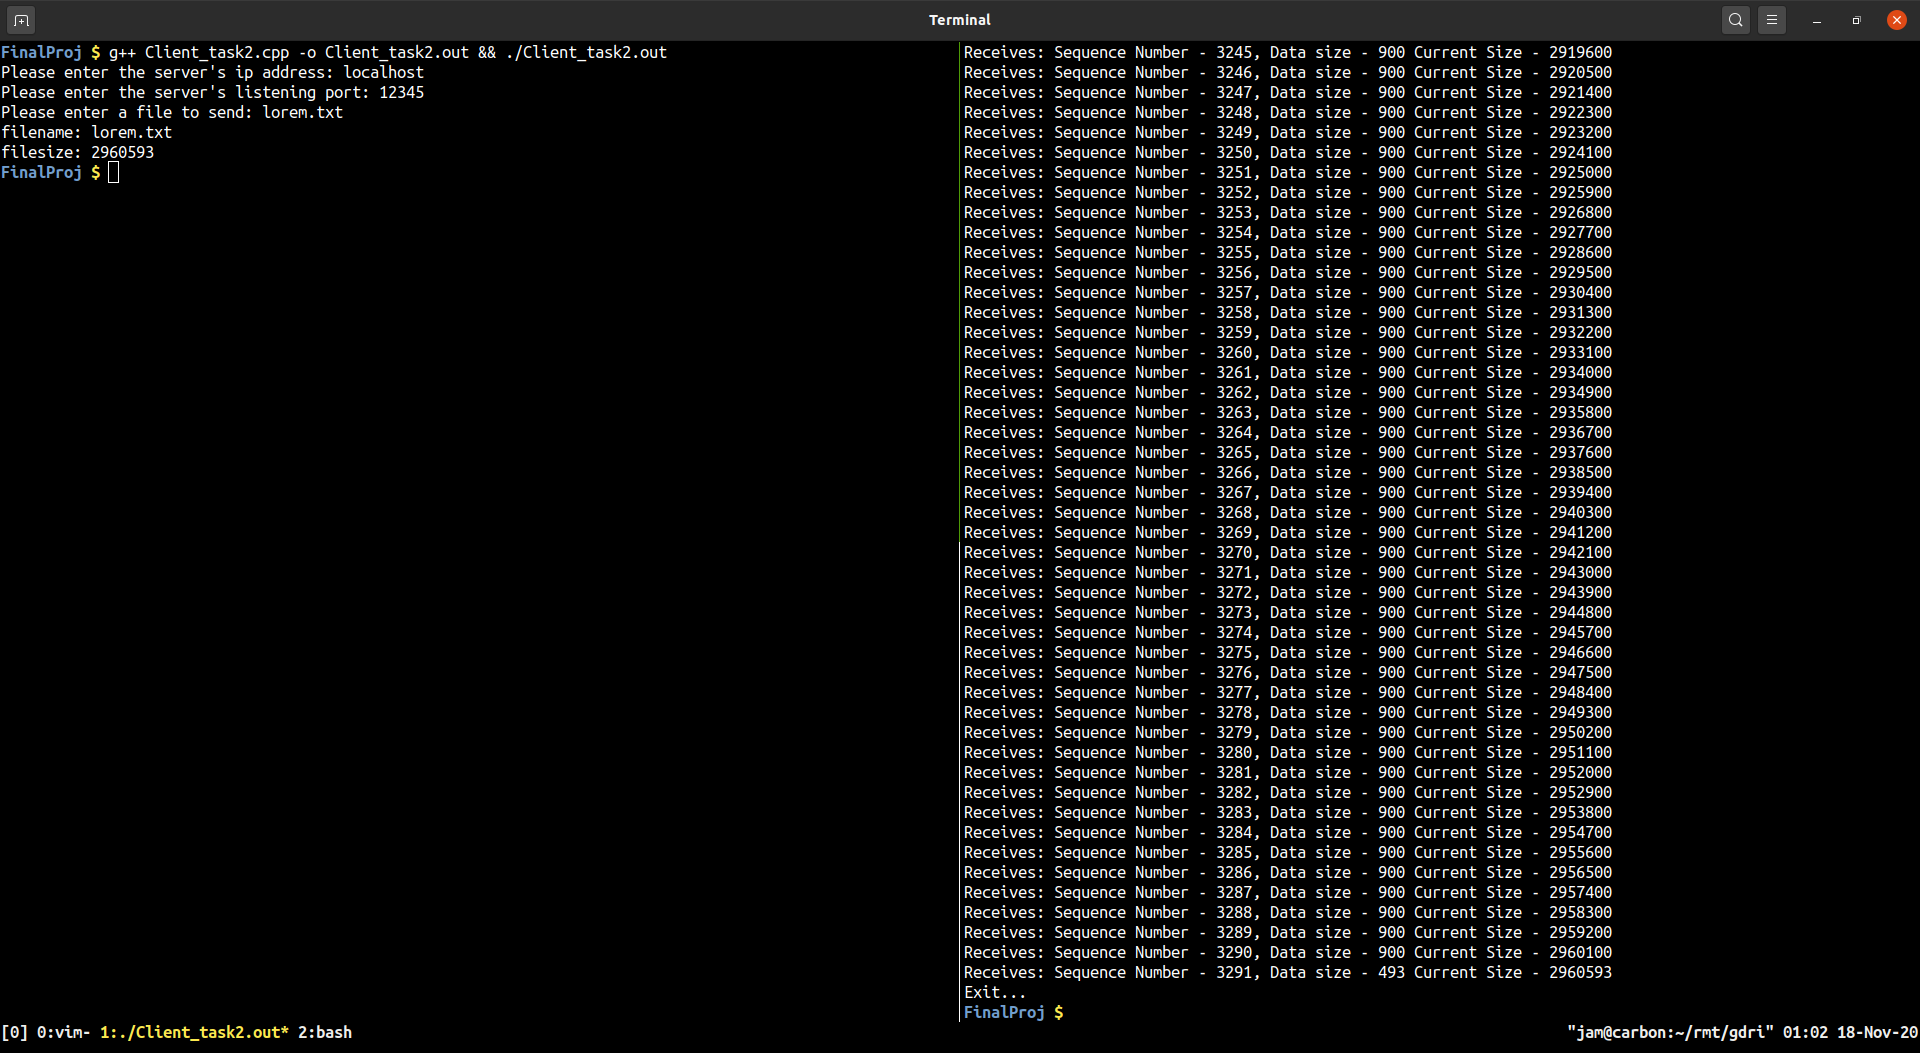 Terminal
FinalProj $ g++ Client_task2.cpp -o Client_task2.out && ./Client_task2.out
Please enter the server's ip address: localhost
Please enter the server's listening port: 12345
Please enter a file to send: lorem.txt
filename: lorem.txt
filesize: 2960593
FinalProj $
Receives: Sequence Number - 3245, Data size - 900 Current Size - 2919600
Receives: Sequence Number - 3246, Data size - 900 Current Size - 2920500
Receives: Sequence Number - 3247, Data size - 900 Current Size - 2921400
Receives: Sequence Number - 3248, Data size - 900 Current Size - 2922300
Receives: Sequence Number - 3249, Data size - 900 Current Size - 2923200
Receives: Sequence Number - 3250, Data size - 900 Current Size - 2924100
Receives: Sequence Number - 3251, Data size - 900 Current Size - 2925000
Receives: Sequence Number - 3252, Data size - 900 Current Size - 2925900
Receives: Sequence Number - 3253, Data size - 900 Current Size - 2926800
Receives: Sequence Number - 3254, Data size - 900 Current Size - 2927700
Receives: Sequence Number - 3255, Data size - 900 Current Size - 2928600
Receives: Sequence Number - 3256, Data size - 900 Current Size - 2929500
Receives: Sequence Number - 3257, Data size - 900 Current Size - 2930400
Receives: Sequence Number - 3258, Data size - 900 Current Size - 2931300
Receives: Sequence Number - 3259, Data size - 900 Current Size - 2932200
Receives: Sequence Number - 3260, Data size - 900 Current Size - 2933100
Receives: Sequence Number - 3261, Data size - 900 Current Size - 2934000
Receives: Sequence Number - 3262, Data size - 900 Current Size - 2934900
Receives: Sequence Number - 3263, Data size - 900 Current Size - 2935800
Receives: Sequence Number - 3264, Data size - 900 Current Size - 2936700
Receives: Sequence Number - 3265, Data size - 900 Current Size - 2937600
Receives: Sequence Number - 3266, Data size - 900 Current Size - 2938500
Receives: Sequence Number - 3267, Data size - 900 Current Size - 2939400
Receives: Sequence Number - 3268, Data size - 900 Current Size - 2940300
Receives: Sequence Number - 3269, Data size - 900 Current Size - 2941200
Receives: Sequence Number - 3270, Data size - 900 Current Size - 2942100
Receives: Sequence Number - 3271, Data size - 900 Current Size - 2943000
Receives: Sequence Number - 3272, Data size - 900 Current Size - 2943900
Receives: Sequence Number - 3273, Data size - 900 Current Size - 2944800
Receives: Sequence Number - 3274, Data size - 900 Current Size - 2945700
Receives: Sequence Number - 3275, Data size - 900 Current Size - 2946600
Receives: Sequence Number - 3276, Data size - 900 Current Size - 2947500
Receives: Sequence Number - 3277, Data size - 900 Current Size - 2948400
Receives: Sequence Number - 3278, Data size - 900 Current Size - 2949300
Receives: Sequence Number - 3279, Data size - 900 Current Size - 2950200
Receives: Sequence Number - 3280, Data size - 900 Current Size - 2951100
Receives: Sequence Number - 3281, Data size - 900 Current Size - 2952000
Receives: Sequence Number - 3282, Data size - 900 Current Size - 2952900
Receives: Sequence Number - 3283, Data size - 900 Current Size - 2953800
Receives: Sequence Number - 3284, Data size - 900 Current Size - 2954700
Receives: Sequence Number - 3285, Data size - 900 Current Size - 2955600
Receives: Sequence Number - 3286, Data size - 900 Current Size - 2956500
Receives: Sequence Number - 3287, Data size - 900 Current Size - 2957400
Receives: Sequence Number - 3288, Data size - 900 Current Size - 2958300
Receives: Sequence Number - 3289, Data size - 900 Current Size - 2959200
Receives: Sequence Number - 3290, Data size - 900 Current Size - 2960100
Receives: Sequence Number - 3291, Data size - 493 Current Size - 2960593
Exit...
FinalProj $
[0] 0:vim- 1:./Client_task2.out* 2:bash "jam@carbon:~/rmt/gdri" 01:02 18-Nov-20